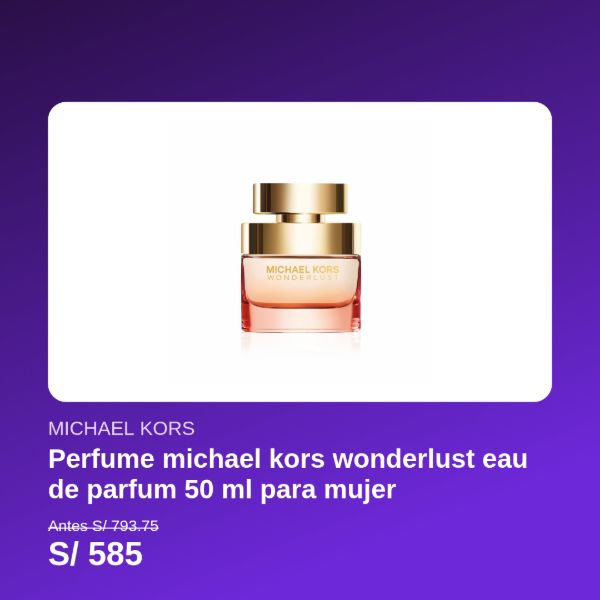 MICHAEL KORS
WONDERLUST
MICHAEL KORS
Perfume michael kors wonderlust eau
de parfum 50 ml para mujer
Antes S/ 793.75
S/ 585